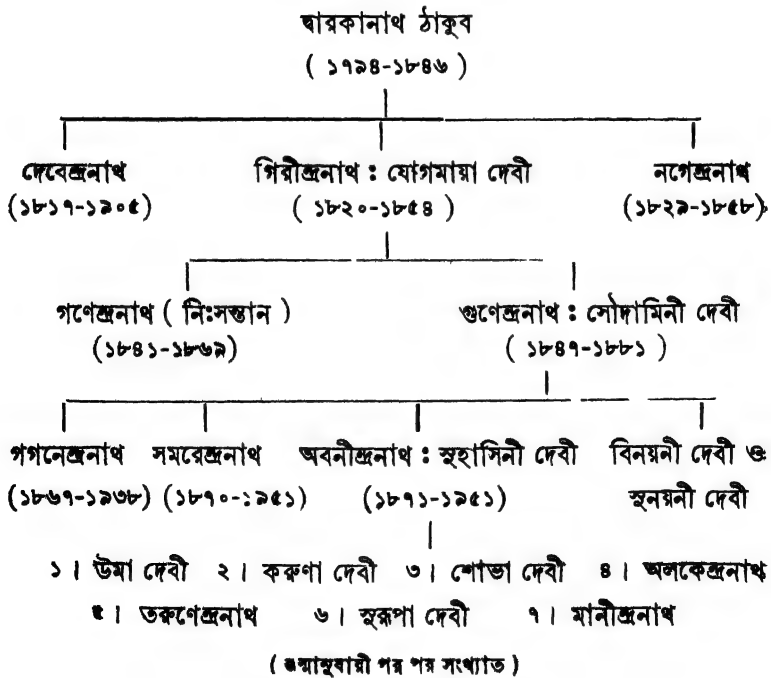 দ্বারকানাথ ঠাকুব
( ১৭৯৪-১৮৪৬ )
দেবেন্দ্রনাথ গিরীন্দ্রনাথ : যোগমায়া দেবী নগেন্দ্রনাথ
(১৮১৭-১৯০৫) ( ১৮২০-১৮৫৪ ) (১৮২৯-১৮৫৮)
গণেন্দ্রনাথ ( নিঃসন্তান ) গুণেন্দ্রনাথ : সৌদামিনী দেবী
(১৮৪১-১৮৬৯) ( ১৮৪৭-১৮৮১ )
গগনেন্দ্রনাথ সমরেন্দ্রনাথ অবনীন্দ্রনাথ : সুহাসিনী দেবী বিনয়নী দেবী ও
(১৮৬৭-১৯৩৮) (১৮৭০-১৯৫১) (১৮৭১-১৯৫১) সুনয়নী দেবী
১। উমা দেবী ২। করুণা দেবী ৩। শোভা দেবী ৪। অলকেন্দ্রনাথ
৫। তরুণেন্দ্রনাথ ৬। সুরূপা দেবী ৭। মানীন্দ্রনাথ
( জন্মানুযায়ী পর পর সংখ্যাত )